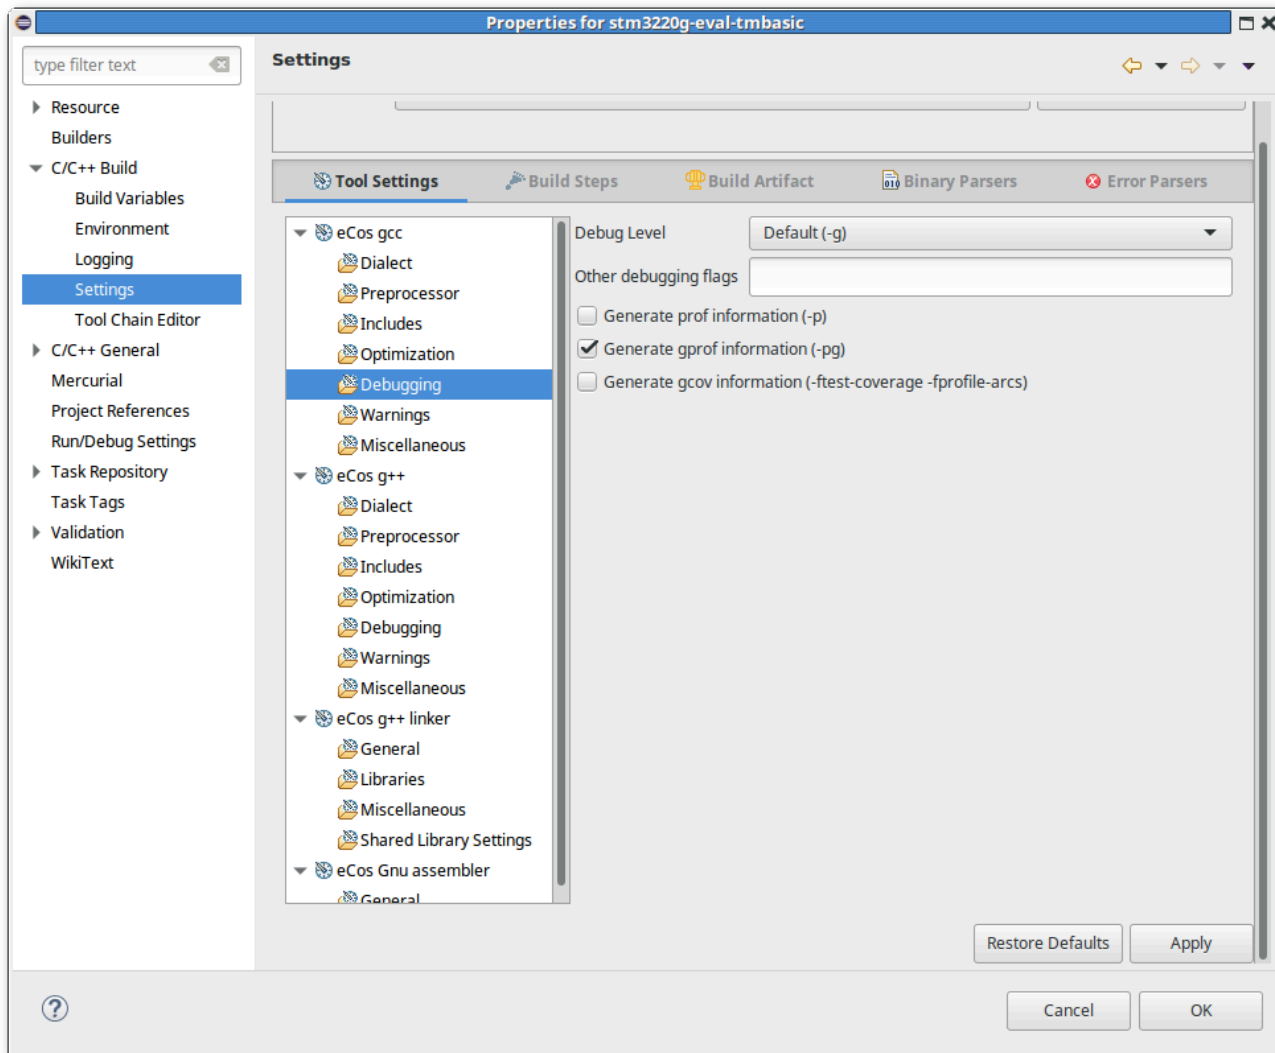 Properties for stm3220g-eval-tmbasic
type filter text
Settings
Resource
Builders
C/C++ Build
Build Variables
Environment
Logging
Settings
Tool Chain Editor
C/C++ General
Mercurial
Project References
Run/Debug Settings
Task Repository
Task Tags
Validation
WikiText
Tool Settings
Build Steps
Build Artifact
Binary Parsers
Error Parsers
eCos gcc
Dialect
Preprocessor
Includes
Optimization
Debugging
Warnings
Miscellaneous
eCos g++
Dialect
Preprocessor
Includes
Optimization
Debugging
Warnings
Miscellaneous
eCos g++ linker
General
Libraries
Miscellaneous
Shared Library Settings
eCos Gnu assembler
General
Debug Level
Default (-g)
Other debugging flags
Generate prof information (-p)
Generate gprof information (-pg)
Generate gcov information (-ftest-coverage -fprofile-arcs)
Restore Defaults
Apply
Cancel
OK